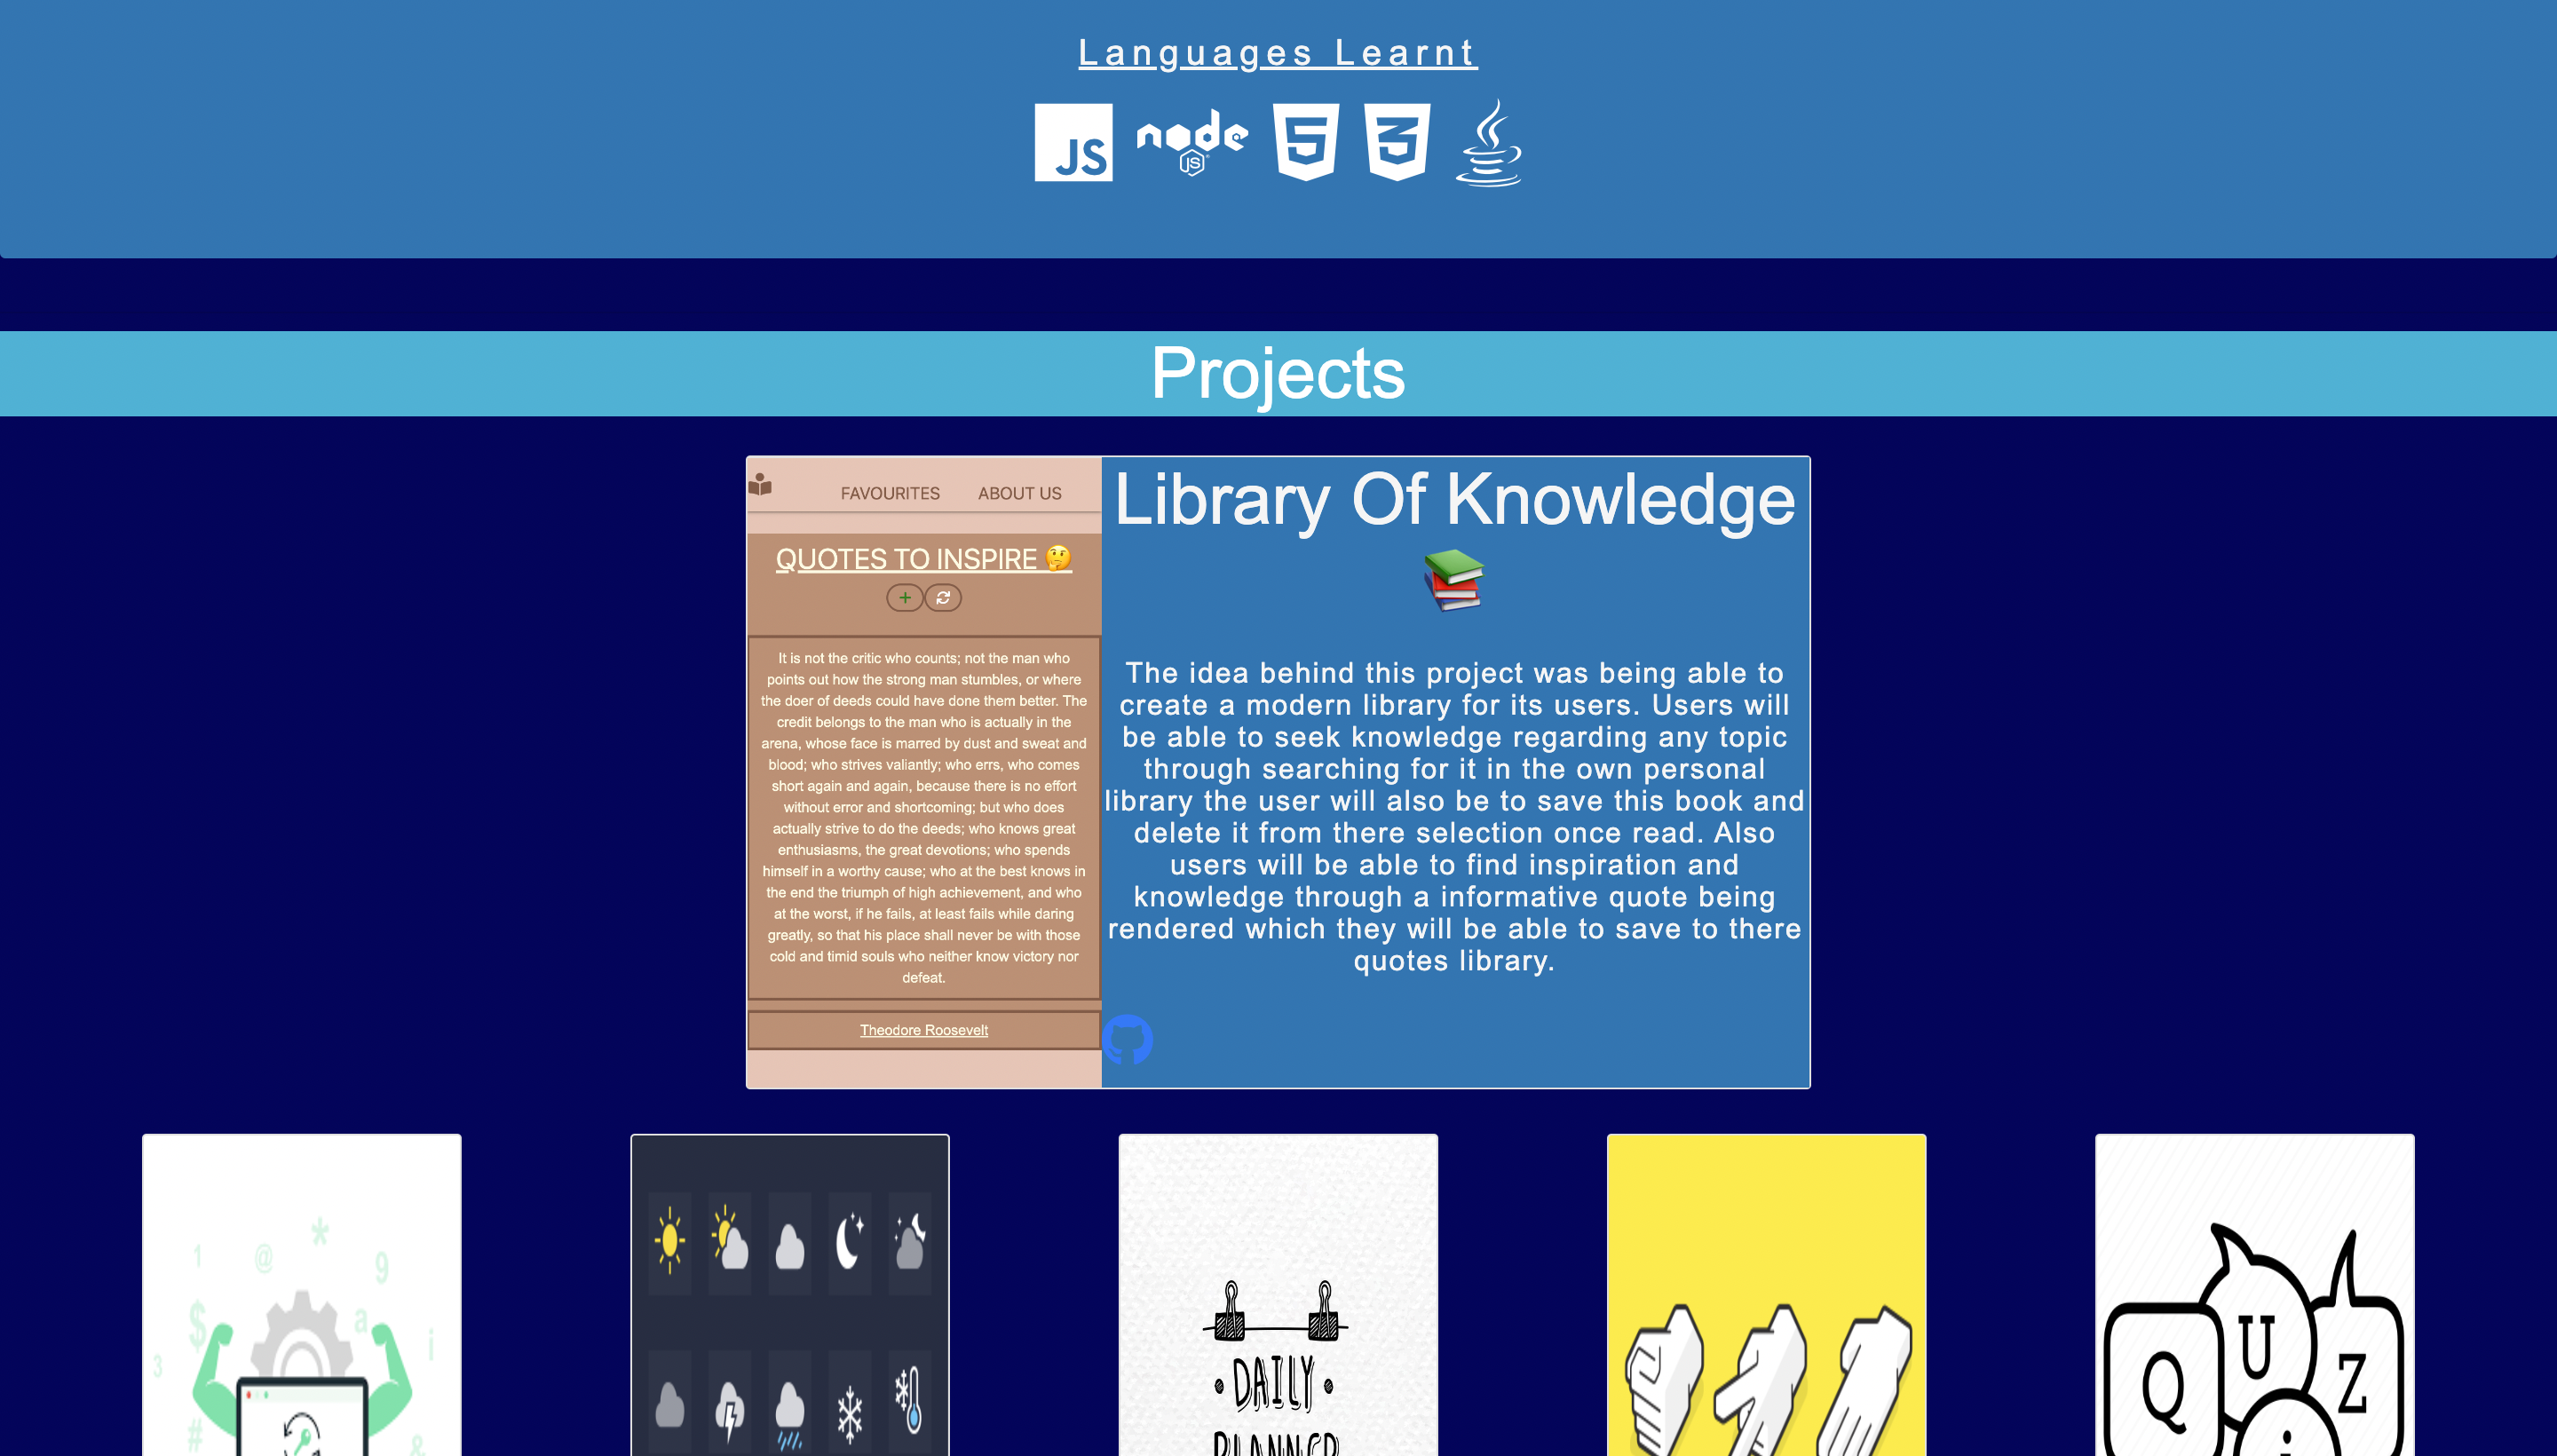 Languages Learnt
JS
node
JS
5
3
Projects
FAVOURITES ABOUT US
QUOTES TO INSPIRE 🤔
It is not the critic who counts; not the man who
points out how the strong man stumbles, or where
the doer of deeds could have done them better. The
credit belongs to the man who is actually in the
arena, whose face is marred by dust and sweat and
blood; who strives valiantly; who errs, who comes
short again and again, because there is no effort
without error and shortcoming; but who does
actually strive to do the deeds; who knows great
enthusiasms, the great devotions; who spends
himself in a worthy cause; who at the best knows in
the end the triumph of high achievement, and who
at the worst, if he fails, at least fails while daring
greatly, so that his place shall never be with those
cold and timid souls who neither know victory nor
defeat.
Theodore Roosevelt
Library Of Knowledge
📚
The idea behind this project was being able to
create a modern library for its users. Users will
be able to seek knowledge regarding any topic
through searching for it in the own personal
library the user will also be to save this book and
delete it from there selection once read. Also
users will be able to find inspiration and
knowledge through a informative quote being
rendered which they will be able to save to there
quotes library.
1 @ * 9
$ a i
3
# &
DAILY
PLANNER
Q U i Z